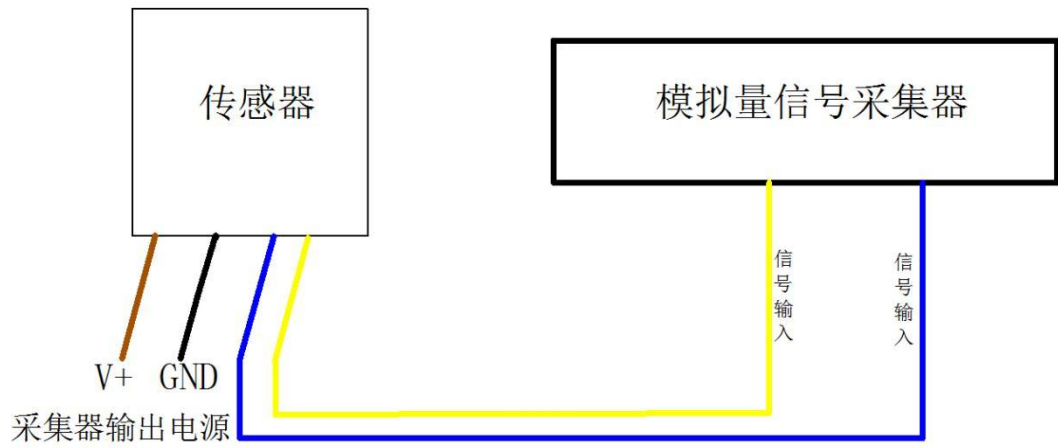 传感器
模拟量信号采集器
信号输入
信号输入
V+ GND
采集器输出电源